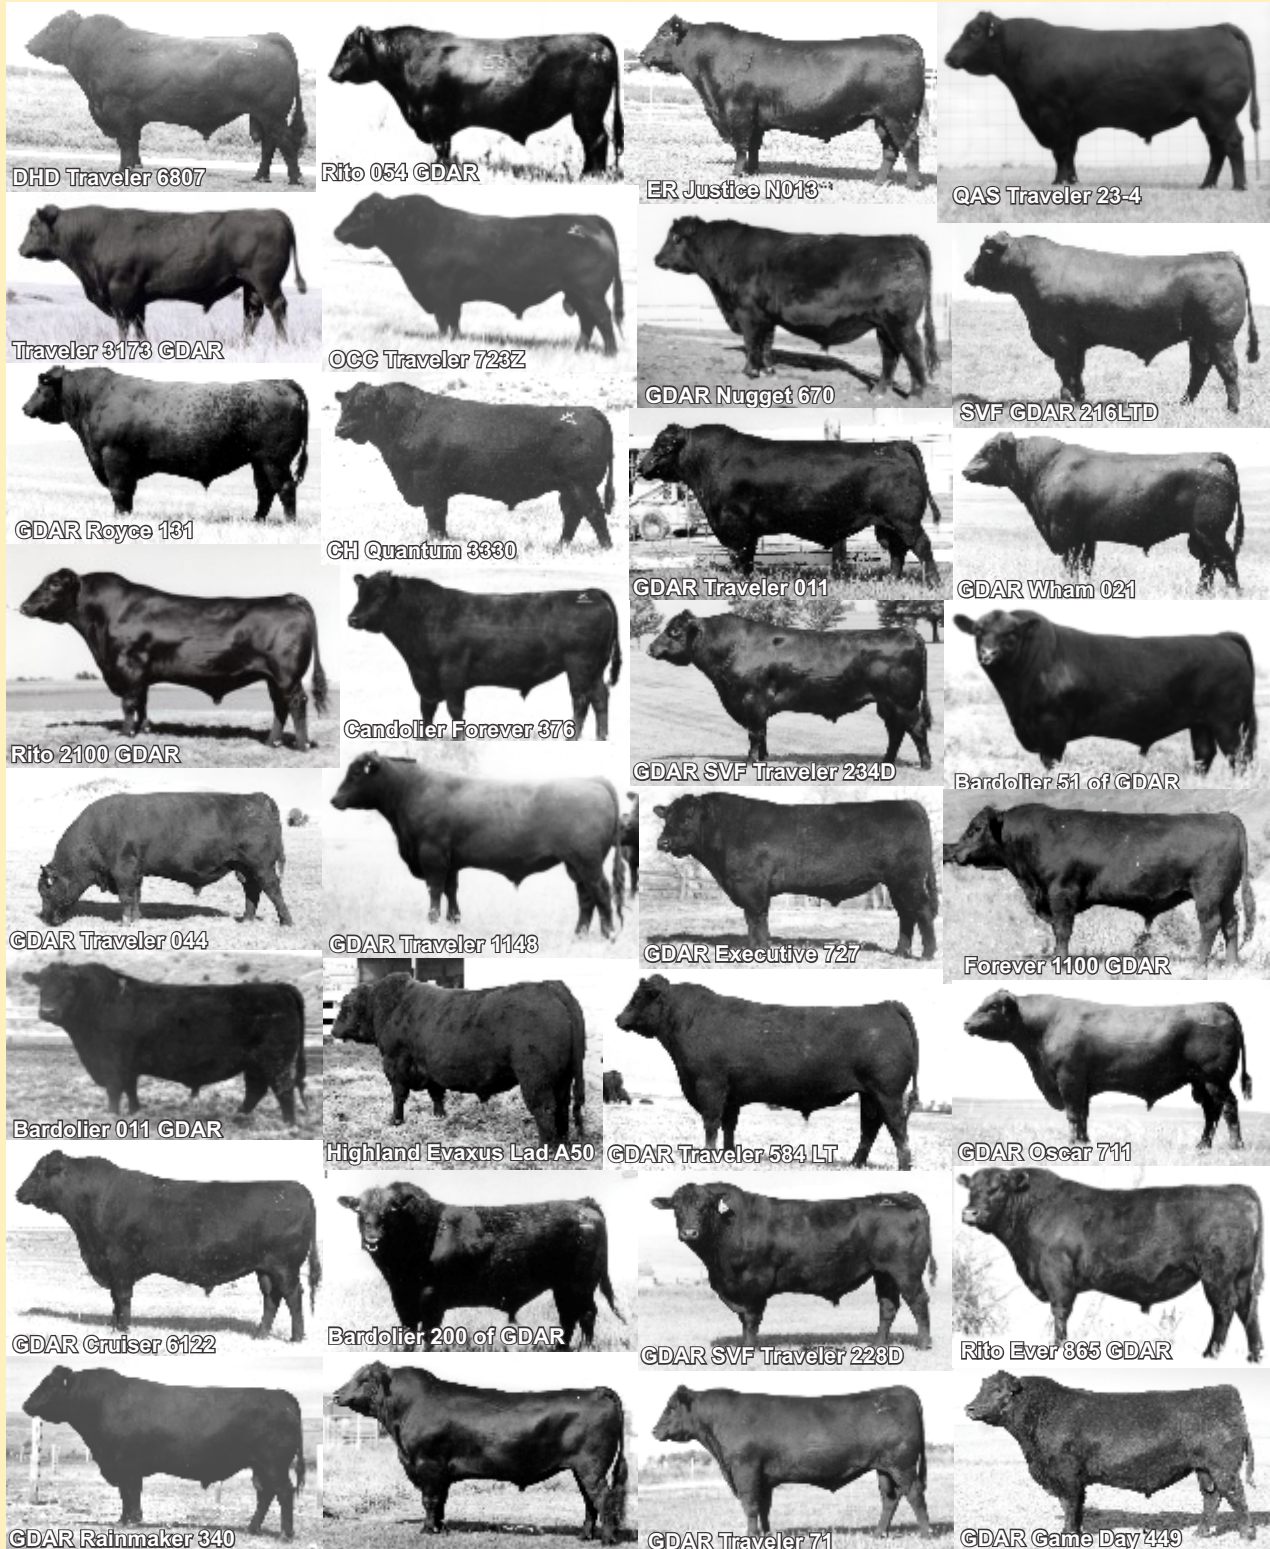 DHD Traveler 6807
Rito 054 GDAR
ER Justice N013
QAS Traveler 23-4
Traveler 3173 GDAR
OCC Traveler 723Z
GDAR Nugget 670
SVF GDAR 216LTD
GDAR Royce 131
CH Quantum 3330
GDAR Traveler 011
GDAR Wham 021
Rito 2100 GDAR
Candolier Forever 376
GDAR SVF Traveler 234D
Bardolier 51 of GDAR
GDAR Traveler 044
GDAR Traveler 1148
GDAR Executive 727
Forever 1100 GDAR
Bardolier 011 GDAR
Highland Evaxus Lad A50
GDAR Traveler 584 LT
GDAR Oscar 711
GDAR Cruiser 6122
Bardolier 200 of GDAR
GDAR SVF Traveler 228D
Rito Ever 865 GDAR
GDAR Rainmaker 340
GDAR Traveler 71
GDAR Game Day 449